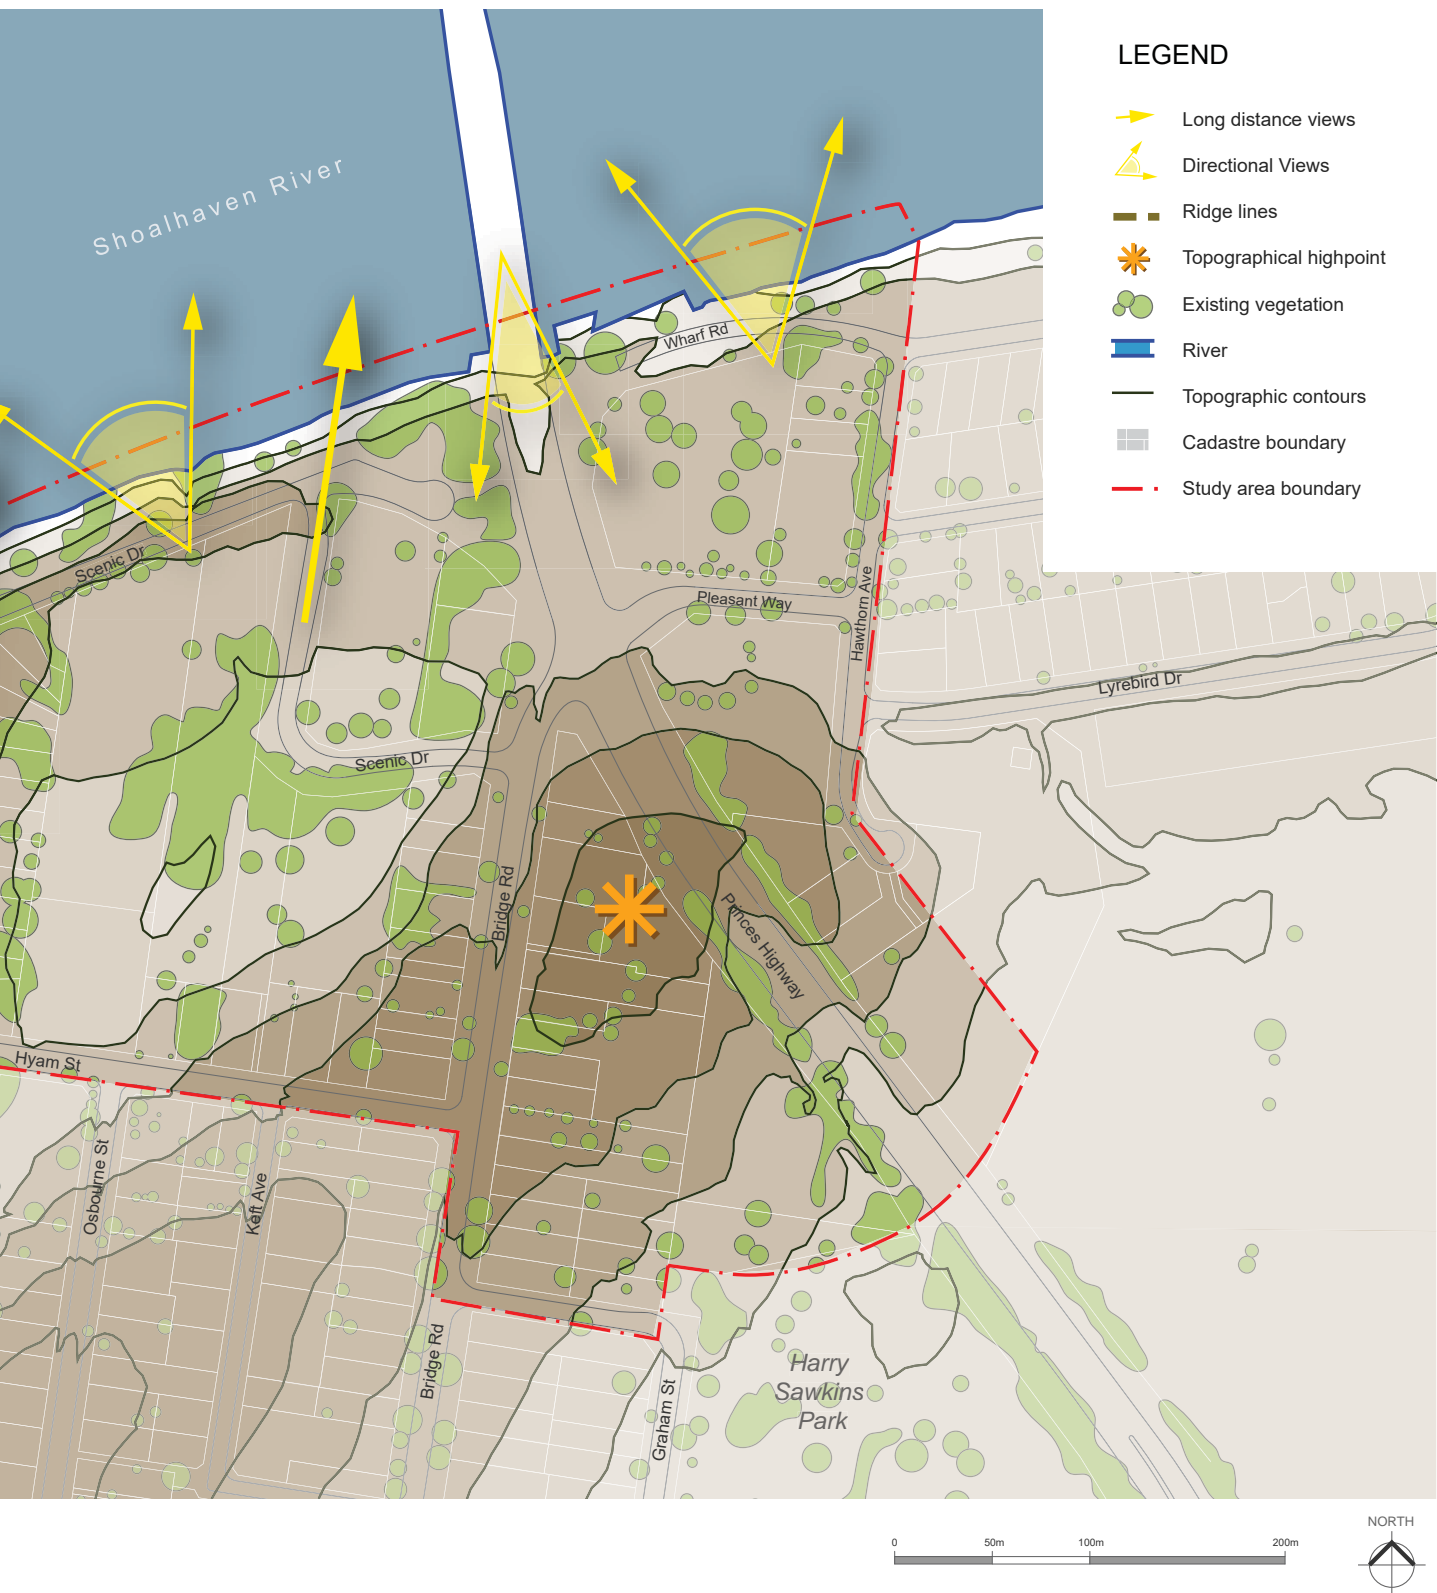 LEGEND
Long distance views
Directional Views
Ridge lines
Topographical highpoint
Existing vegetation
River
Topographic contours
Cadastre boundary
Study area boundary
Shoalhaven River
Wharf Rd
Scenic Dr
Pleasant Way
Hawthorn Ave
Lyrebird Dr
Scenic Dr
Bridge Rd
Princes Highway
Hyam St
Osbourne St
Keft Ave
Bridge Rd
Graham St
Harry
Sawkins
Park
0 50m 100m 200m
NORTH